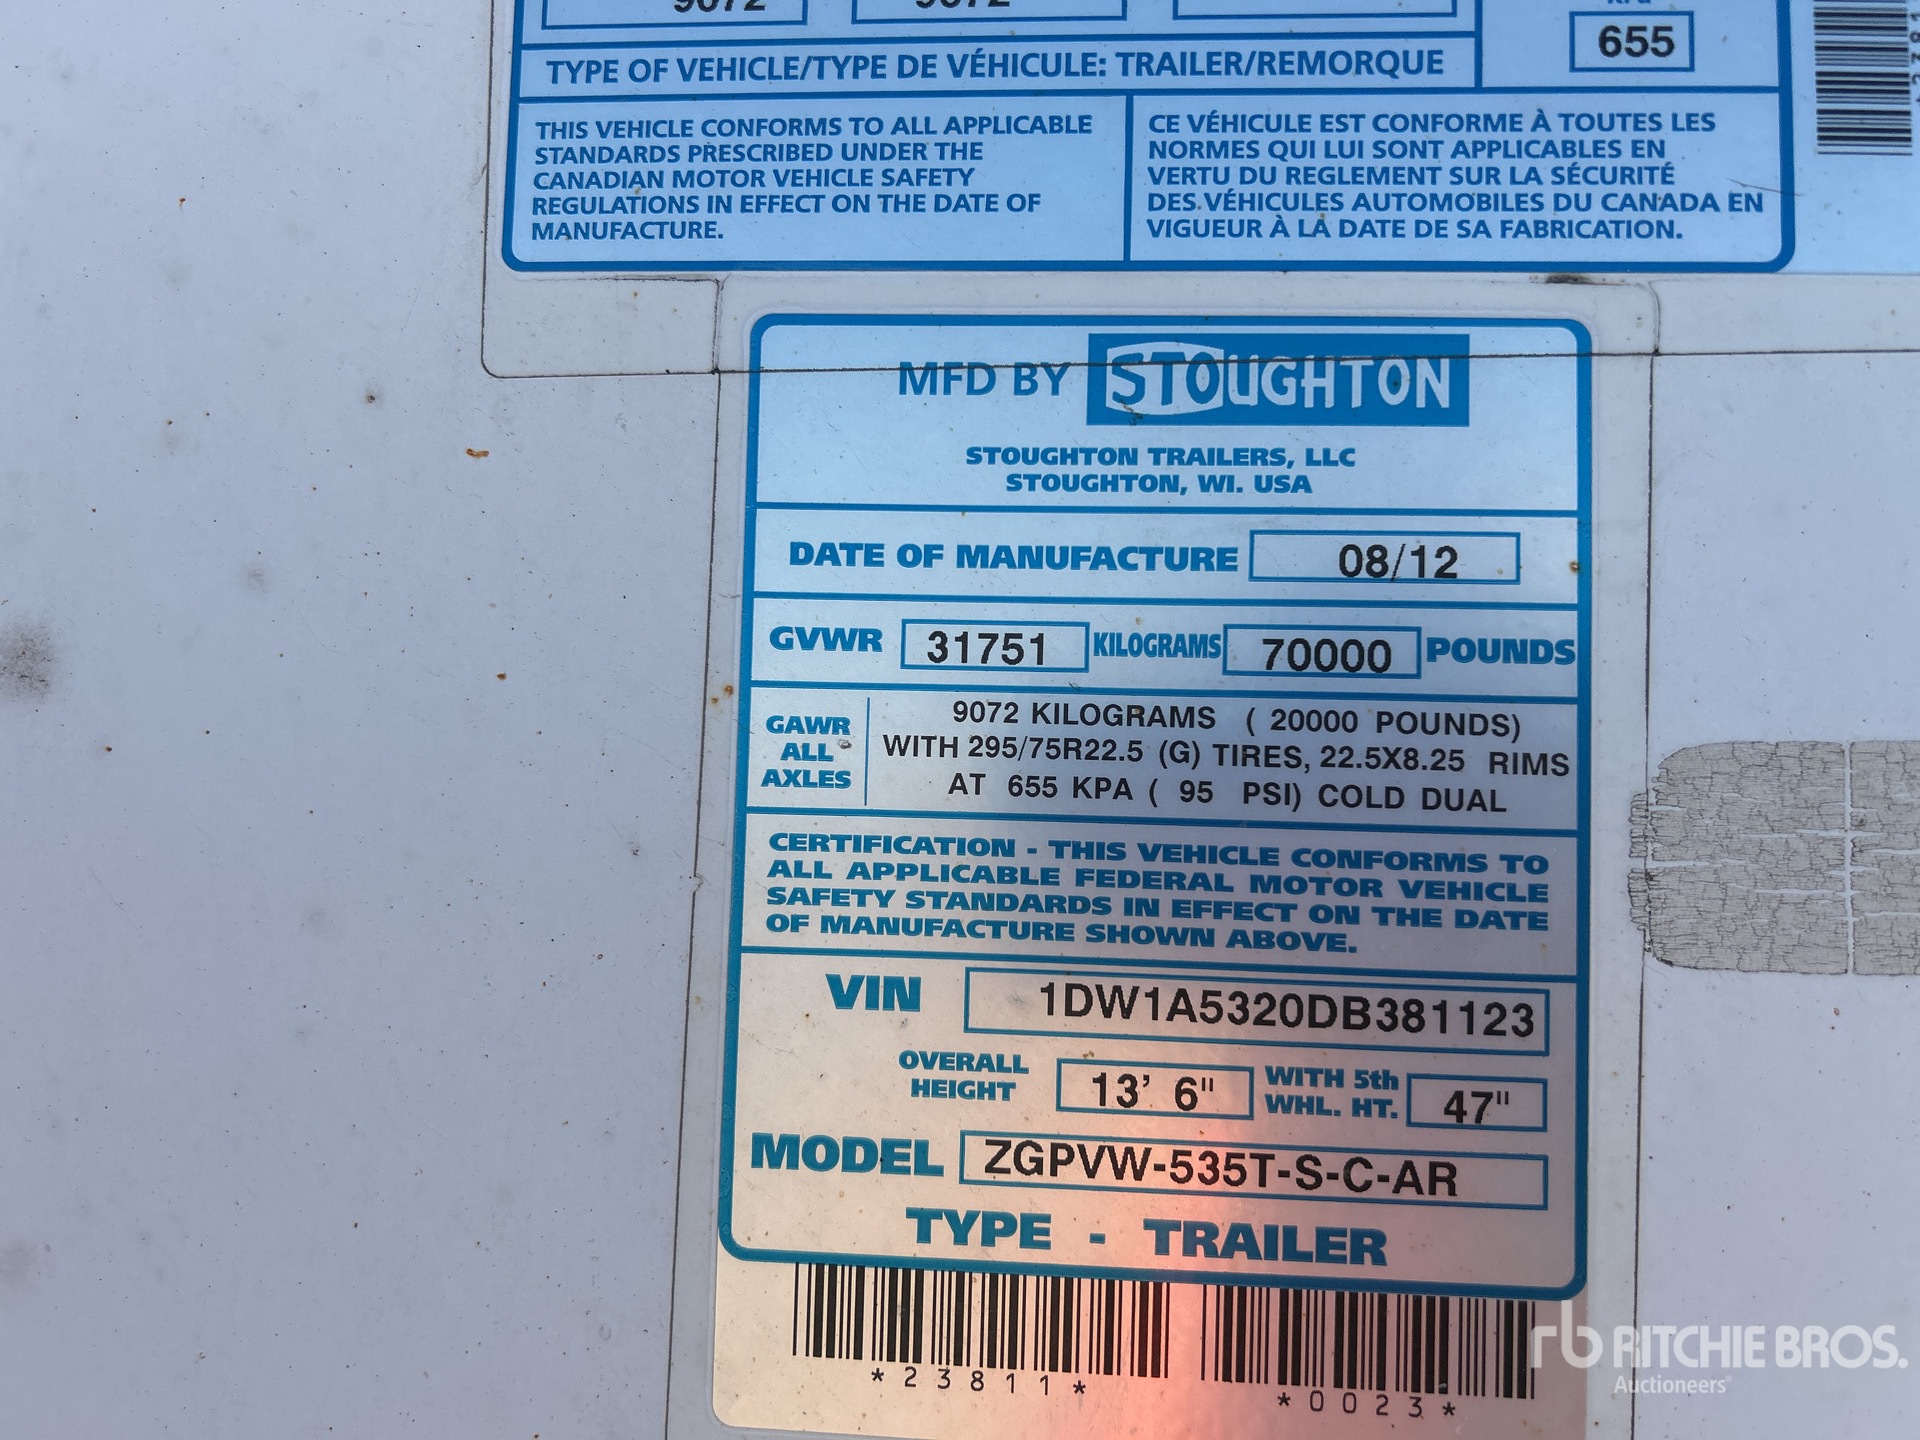 9072 9072
655
TYPE OF VEHICLE/TYPE DE VÉHICULE: TRAILER/REMORQUE
THIS VEHICLE CONFORMS TO ALL APPLICABLE
STANDARDS PRESCRIBED UNDER THE
CANADIAN MOTOR VEHICLE SAFETY
REGULATIONS IN EFFECT ON THE DATE OF
MANUFACTURE.
CE VÉHICULE EST CONFORME À TOUTES LES
NORMES QUI LUI SONT APPLICABLES EN
VERTU DU REGLEMENT SUR LA SÉCURITÉ
DES VÉHICULES AUTOMOBILES DU CANADA EN
VIGUEUR À LA DATE DE SA FABRICATION.
MFD BY STOUGHTON
STOUGHTON TRAILERS, LLC
STOUGHTON, WI. USA
DATE OF MANUFACTURE 08/12
GVWR 31751 KILOGRAMS 70000 POUNDS
GAWR
ALL
AXLES
9072 KILOGRAMS ( 20000 POUNDS)
WITH 295/75R22.5 (G) TIRES, 22.5X8.25 RIMS
AT 655 KPA ( 95 PSI) COLD DUAL
CERTIFICATION - THIS VEHICLE CONFORMS TO
ALL APPLICABLE FEDERAL MOTOR VEHICLE
SAFETY STANDARDS IN EFFECT ON THE DATE
OF MANUFACTURE SHOWN ABOVE.
VIN 1DW1A5320DB381123
OVERALL
HEIGHT
13' 6"
WITH 5th
WHL. HT.
47"
MODEL ZGPVW-535T-S-C-AR
TYPE - TRAILER
*23811*
*0023*
rb RITCHIE BROS.
Auctioneers